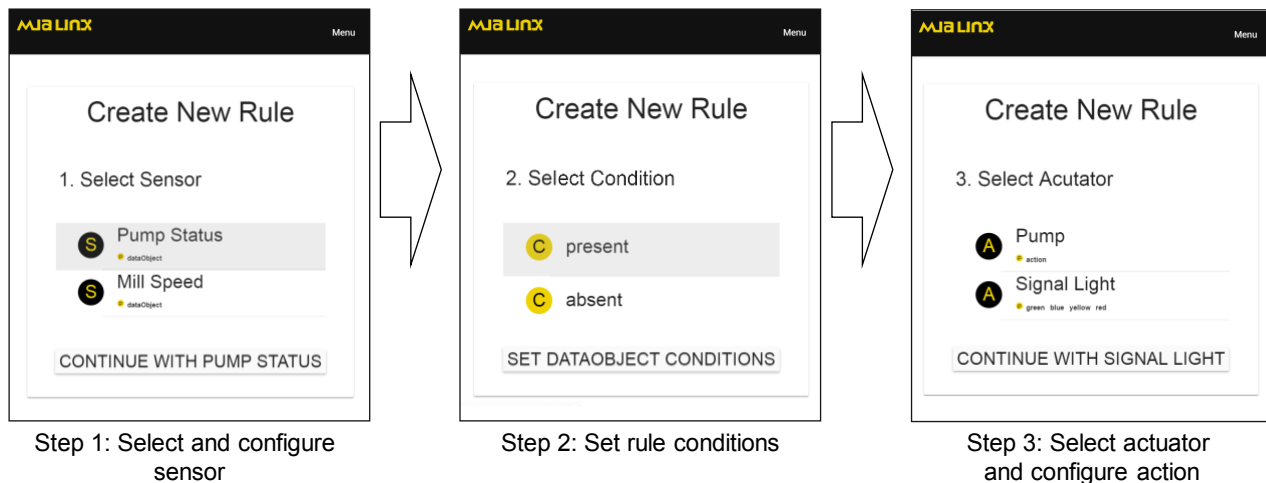 MIALINX
Menu
Create New Rule
1. Select Sensor
S Pump Status
P dataObject
S Mill Speed
P dataObject
CONTINUE WITH PUMP STATUS
Step 1: Select and configure
sensor
MIALINX
Menu
Create New Rule
2. Select Condition
C present
C absent
SET DATAOBJECT CONDITIONS
Step 2: Set rule conditions
MIALINX
Menu
Create New Rule
3. Select Acutator
A Pump
P action
A Signal Light
P green blue yellow red
CONTINUE WITH SIGNAL LIGHT
Step 3: Select actuator
and configure action